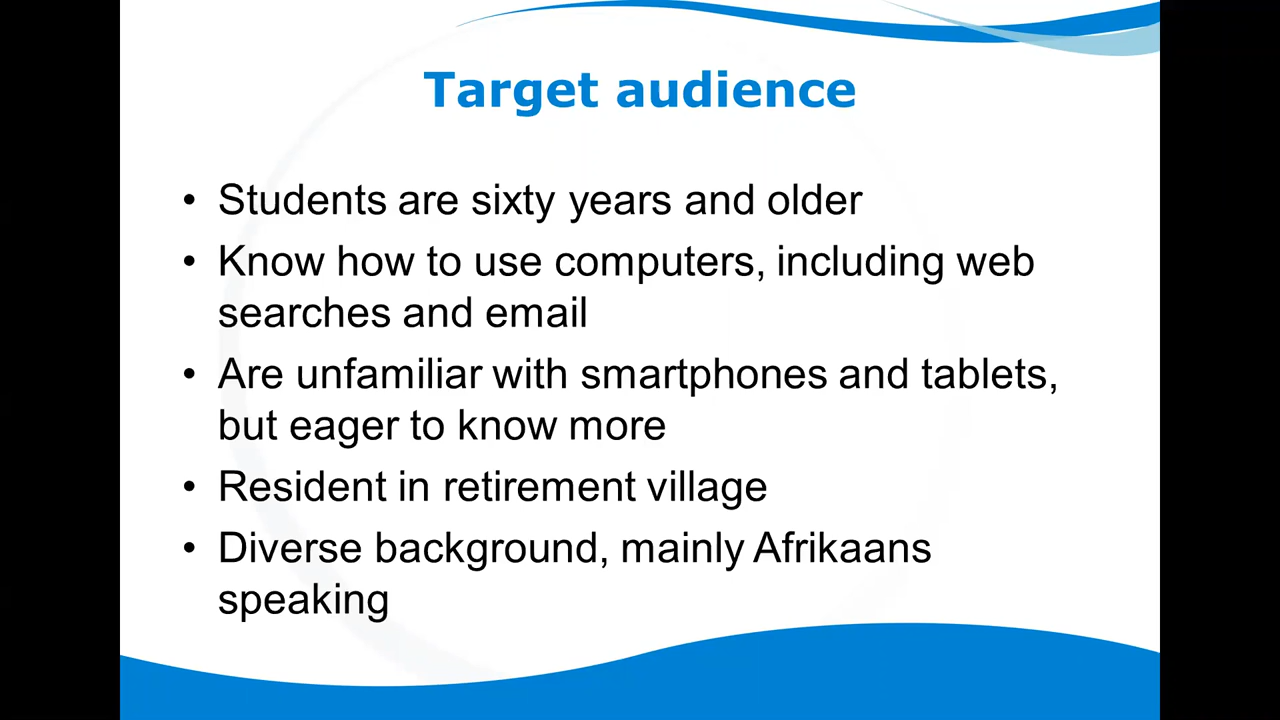 Target audience
• Students are sixty years and older
• Know how to use computers, including web
searches and email
• Are unfamiliar with smartphones and tablets,
but eager to know more
• Resident in retirement village
• Diverse background, mainly Afrikaans
speaking